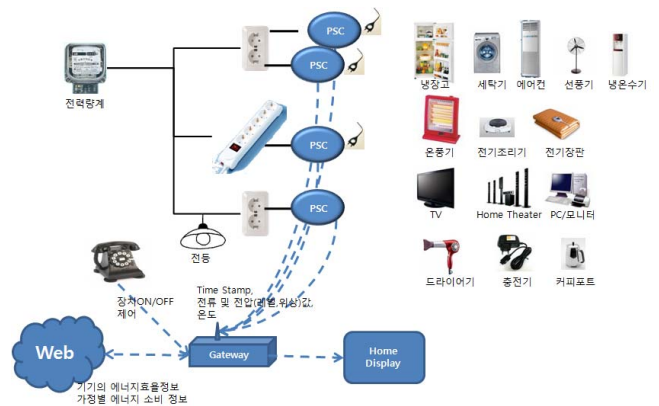 PSC
PSC
전력량계
냉장고 세탁기 에어컨 선풍기 냉온수기
PSC
온풍기 전기조리기 전기장판
PSC
TV Home Theater PC/모니터
전등
드라이어기 충전기 커피포트
장치ON/OFF
제어
Time Stamp,
전류 및 전압(레벨,위상)값,
온도
Web
Gateway
Home
Display
기기의 에너지효율정보
가정별 에너지 소비 정보